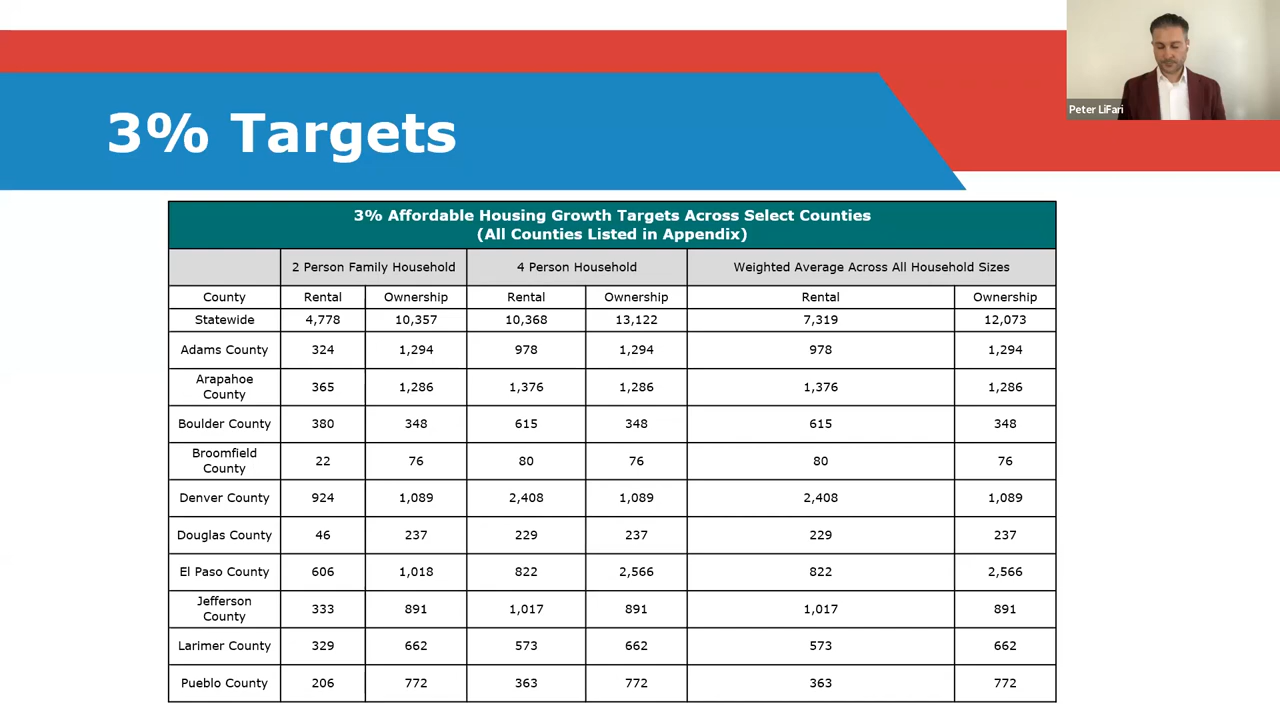 Peter LiFari
3% Targets
3% Affordable Housing Growth Targets Across Select Counties
(All Counties Listed in Appendix)
2 Person Family Household 4 Person Household Weighted Average Across All Household Sizes
County Rental Ownership Rental Ownership Rental Ownership
Statewide 4,778 10,357 10,368 13,122 7,319 12,073
Adams County 324 1,294 978 1,294 978 1,294
Arapahoe
County 365 1,286 1,376 1,286 1,376 1,286
Boulder County 380 348 615 348 615 348
Broomfield
County 22 76 80 76 80 76
Denver County 924 1,089 2,408 1,089 2,408 1,089
Douglas County 46 237 229 237 229 237
El Paso County 606 1,018 822 2,566 822 2,566
Jefferson
County 333 891 1,017 891 1,017 891
Larimer County 329 662 573 662 573 662
Pueblo County 206 772 363 772 363 772